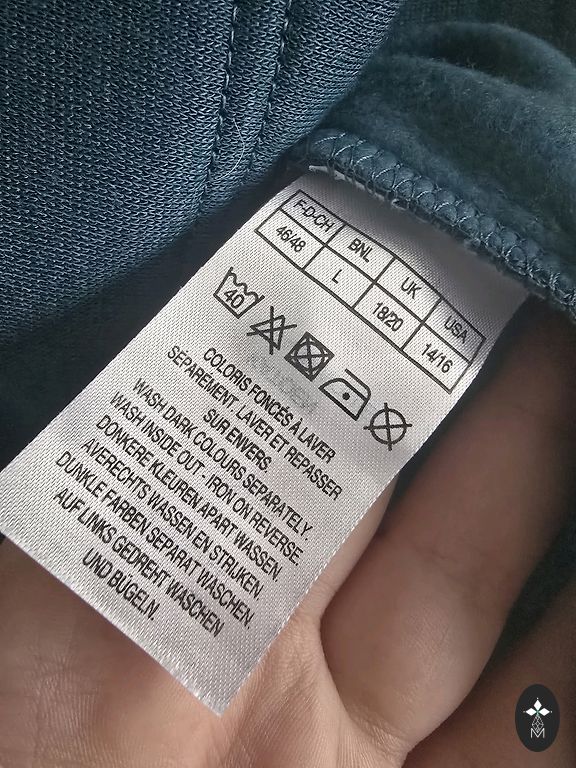 F-D-CH BNL UK USA
46/48 L 18/20 14/16
40
COLORIS FONCÉS À LAVER
SEPAREMENT. LAVER ET REPASSER
SUR ENVERS.
WASH DARK COLOURS SEPARATELY.
WASH INSIDE OUT - IRON ON REVERSE.
DONKERE KLEUREN APART WASSEN.
AVERECHTS WASSEN EN STRIJKEN
DUNKLE FARBEN SEPARAT WASCHEN.
AUF LINKS GEDREHT WASCHEN
UND BÜGELN.
M